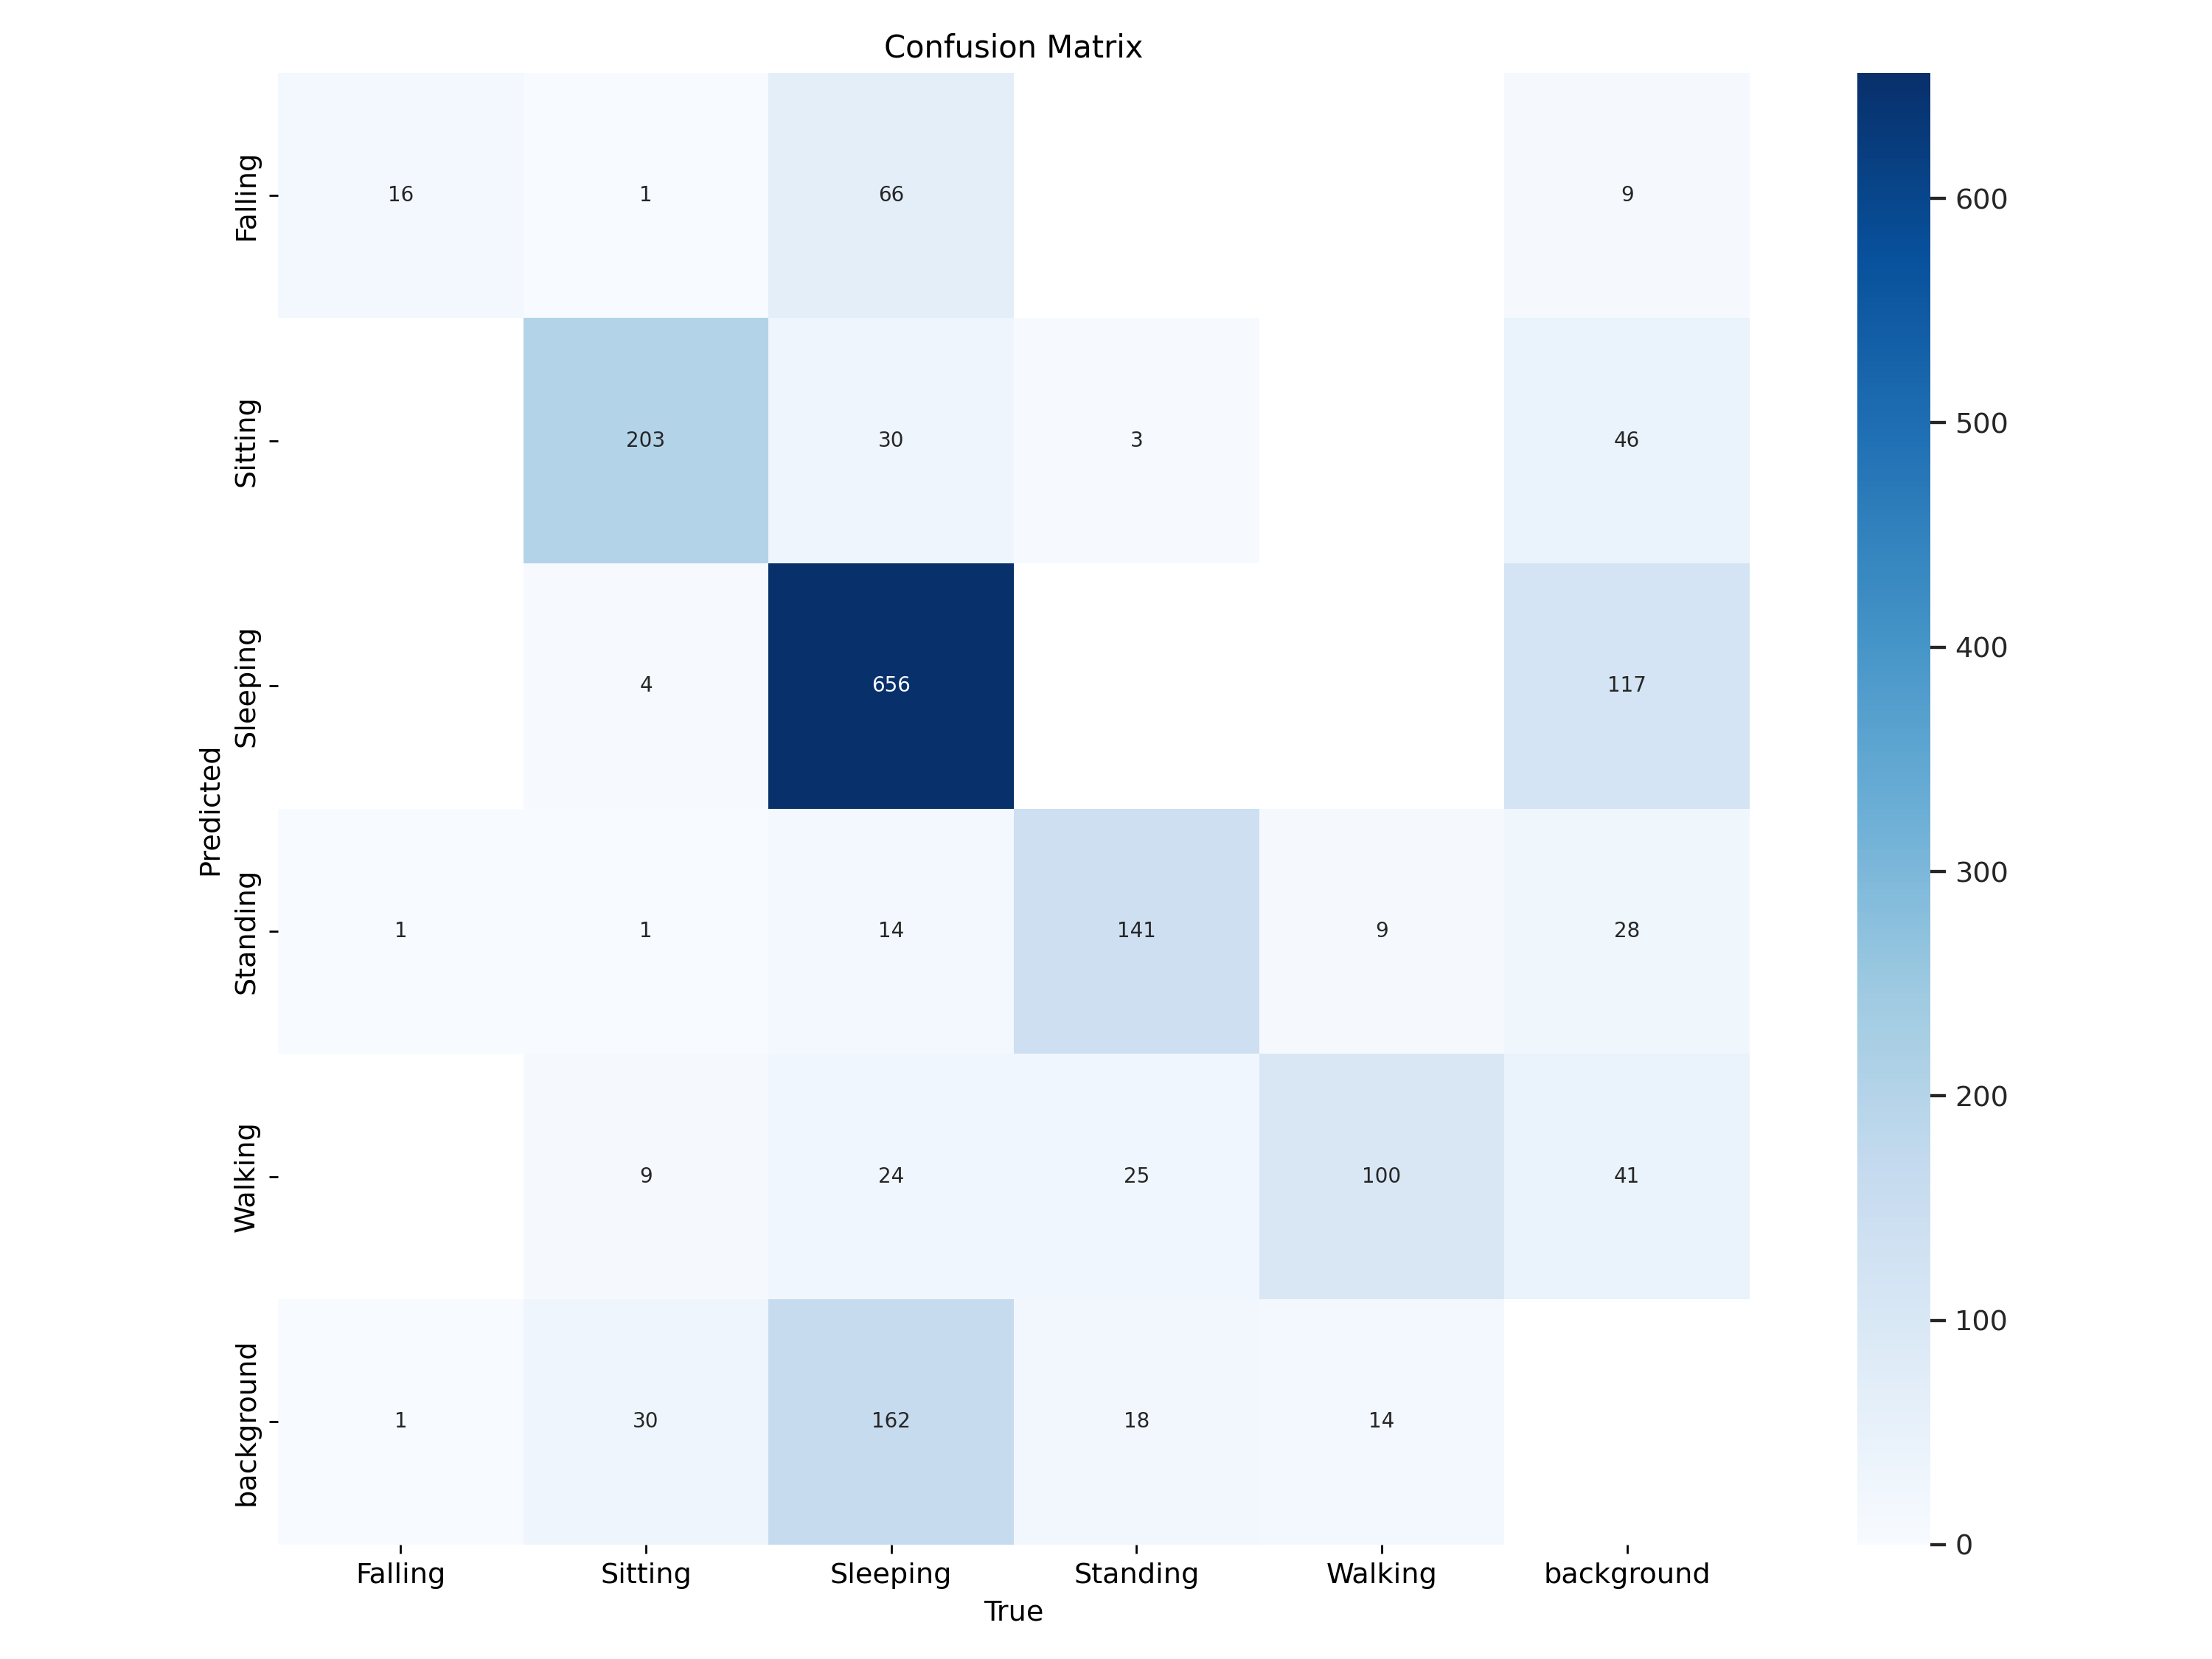 Confusion Matrix
Falling 16 1 66 9
Sitting 203 30 3 46
Sleeping 4 656 117
Standing 1 1 14 141 9 28
Walking 9 24 25 100 41
background 1 30 162 18 14
Predicted
Falling Sitting Sleeping Standing Walking background
True
600
500
400
300
200
100
0